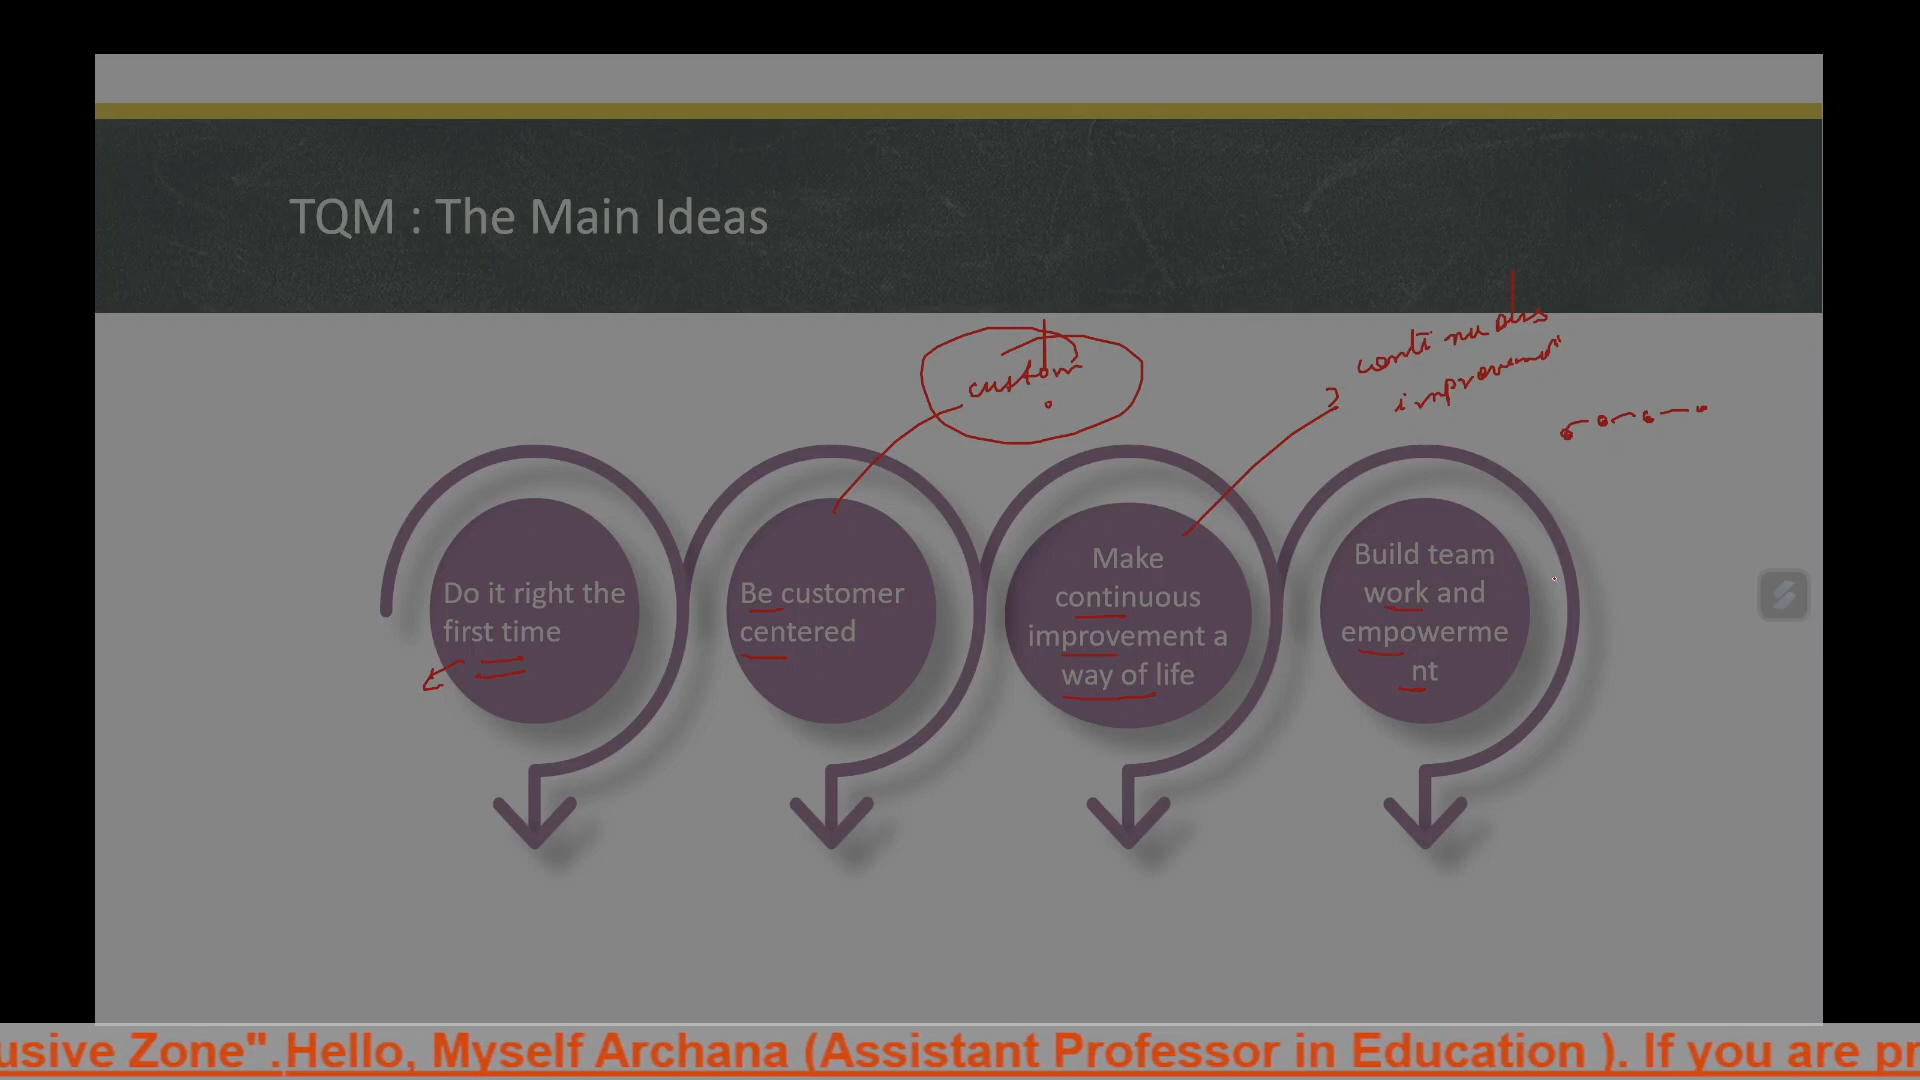 TQM : The Main Ideas
custom
continuous
improvement
Do it right the
first time
Be customer
centered
Make
continuous
improvement a
way of life
Build team
work and
empowerme
nt
usive Zone".Hello, Myself Archana (Assistant Professor in Education ). If you are pr